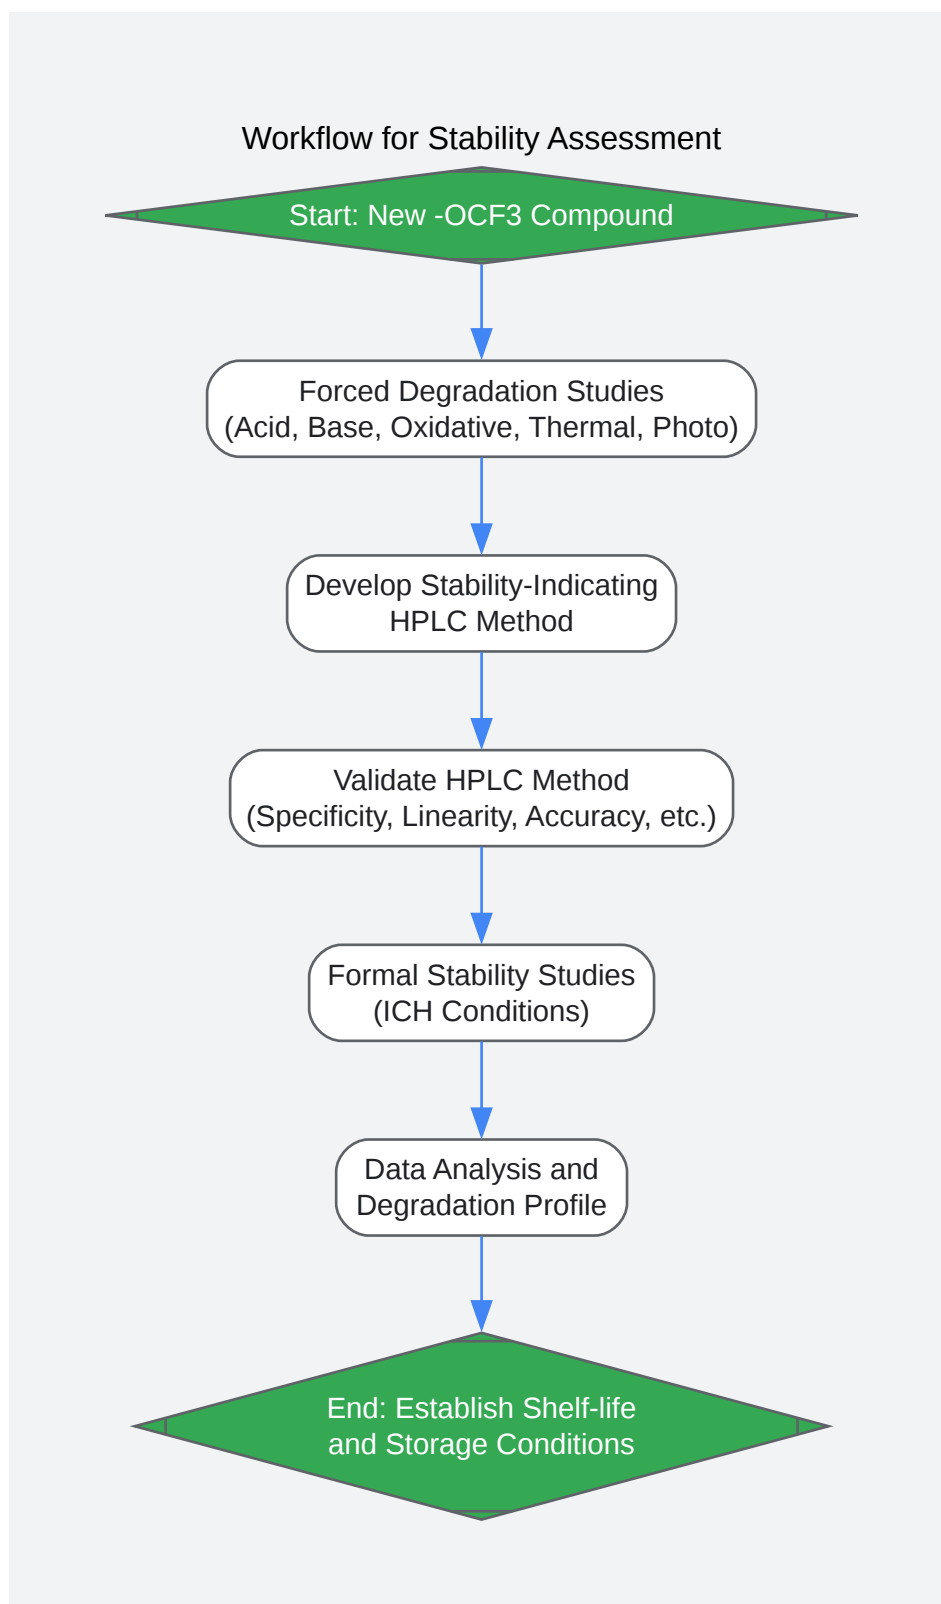 Workflow for Stability Assessment
Start: New -OCF3 Compound
Forced Degradation Studies
(Acid, Base, Oxidative, Thermal, Photo)
Develop Stability-Indicating
HPLC Method
Validate HPLC Method
(Specificity, Linearity, Accuracy, etc.)
Formal Stability Studies
(ICH Conditions)
Data Analysis and
Degradation Profile
End: Establish Shelf-life
and Storage Conditions